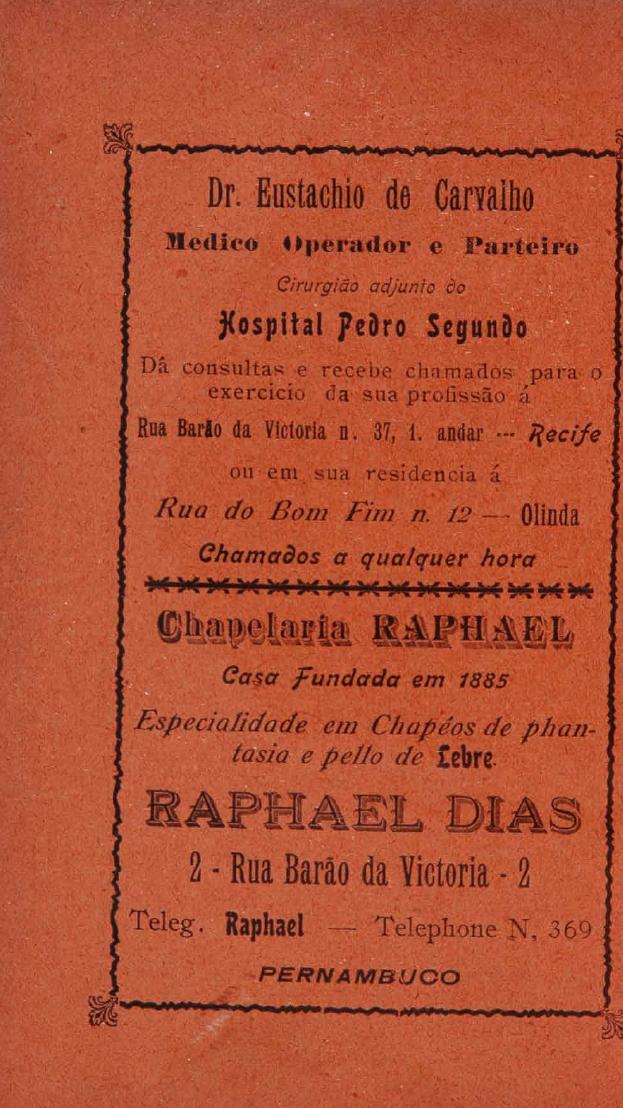 Dr. Eustachio de Carvalho
Medico Operador e Parteiro
Cirurgião adjunto do
Hospital Pedro Segundo
Dâ consultas e recebe chamados para o
exercicio da sua profissão á
Rua Barão da Victoria n. 37, 1. andar --- Recife
ou em sua residencia á
Rua do Bom Fim n. 12 — Olinda
Chamados a qualquer hora
Chapelaria RAPHAEL
Casa Fundada em 1885
Especialidade em Chapéos de phan-
tasia e pello de Lebre.
RAPHAEL DIAS
2 - Rua Barão da Victoria - 2
Teleg. Raphael — Telephone N, 369
PERNAMBUCO